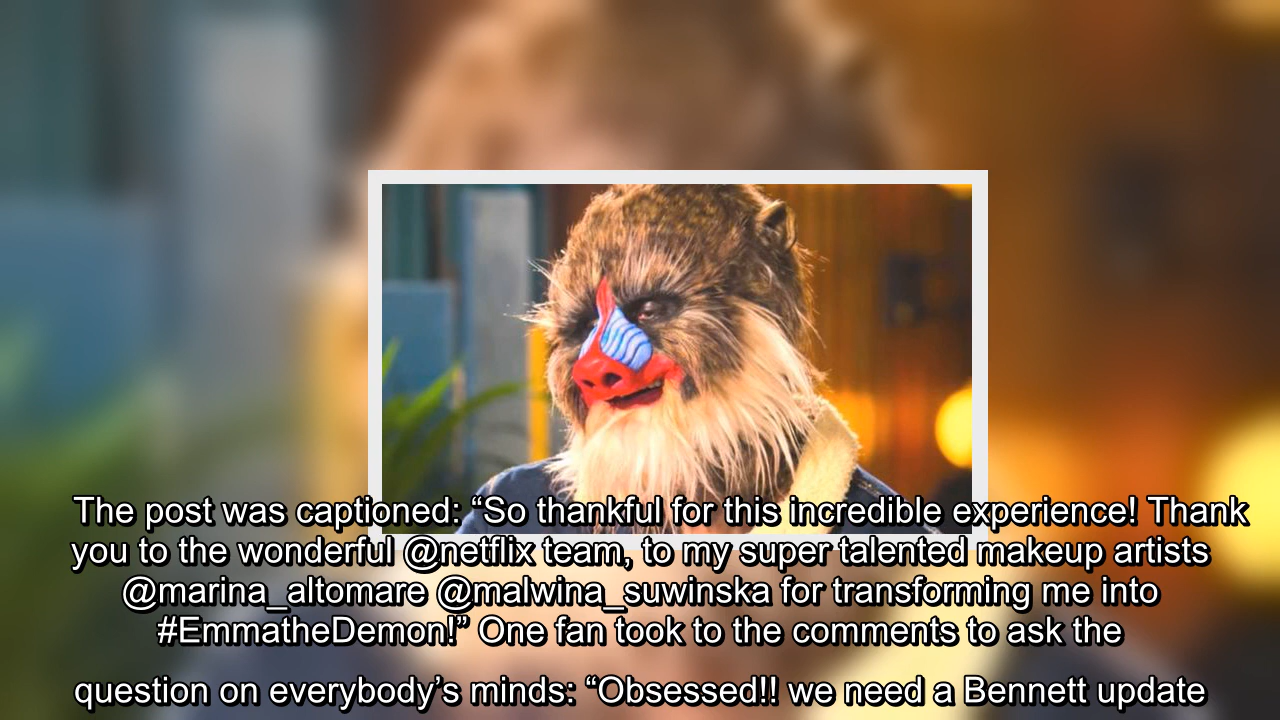 The post was captioned: “So thankful for this incredible experience! Thank
you to the wonderful @netflix team, to my super talented makeup artists
@marina_altomare @malwina_suwinska for transforming me into
#EmmatheDemon!” One fan took to the comments to ask the
question on everybody’s minds: “Obsessed!! we need a Bennett update